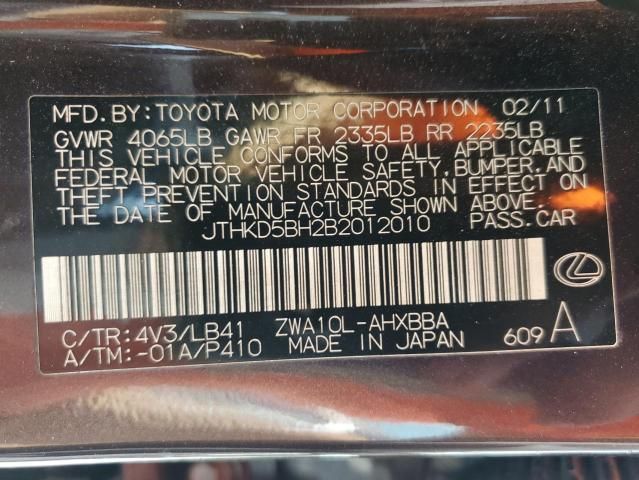 MFD.BY:TOYOTA MOTOR CORPORATION 02/11
GVWR 4065LB GAWR FR 2335LB RR 2235LB
THIS VEHICLE CONFORMS TO ALL APPLICABLE
FEDERAL MOTOR VEHICLE SAFETY,BUMPER,AND
THEFT PREVENTION STANDARDS IN EFFECT ON
THE DATE OF MANUFACTURE SHOWN ABOVE.
JTHKD5BH2B2012010 PASS.CAR
C/TR:4V3/LB41 ZWA10L-AHXBBA
A/TM:-01A/P410 MADE IN JAPAN 609 A